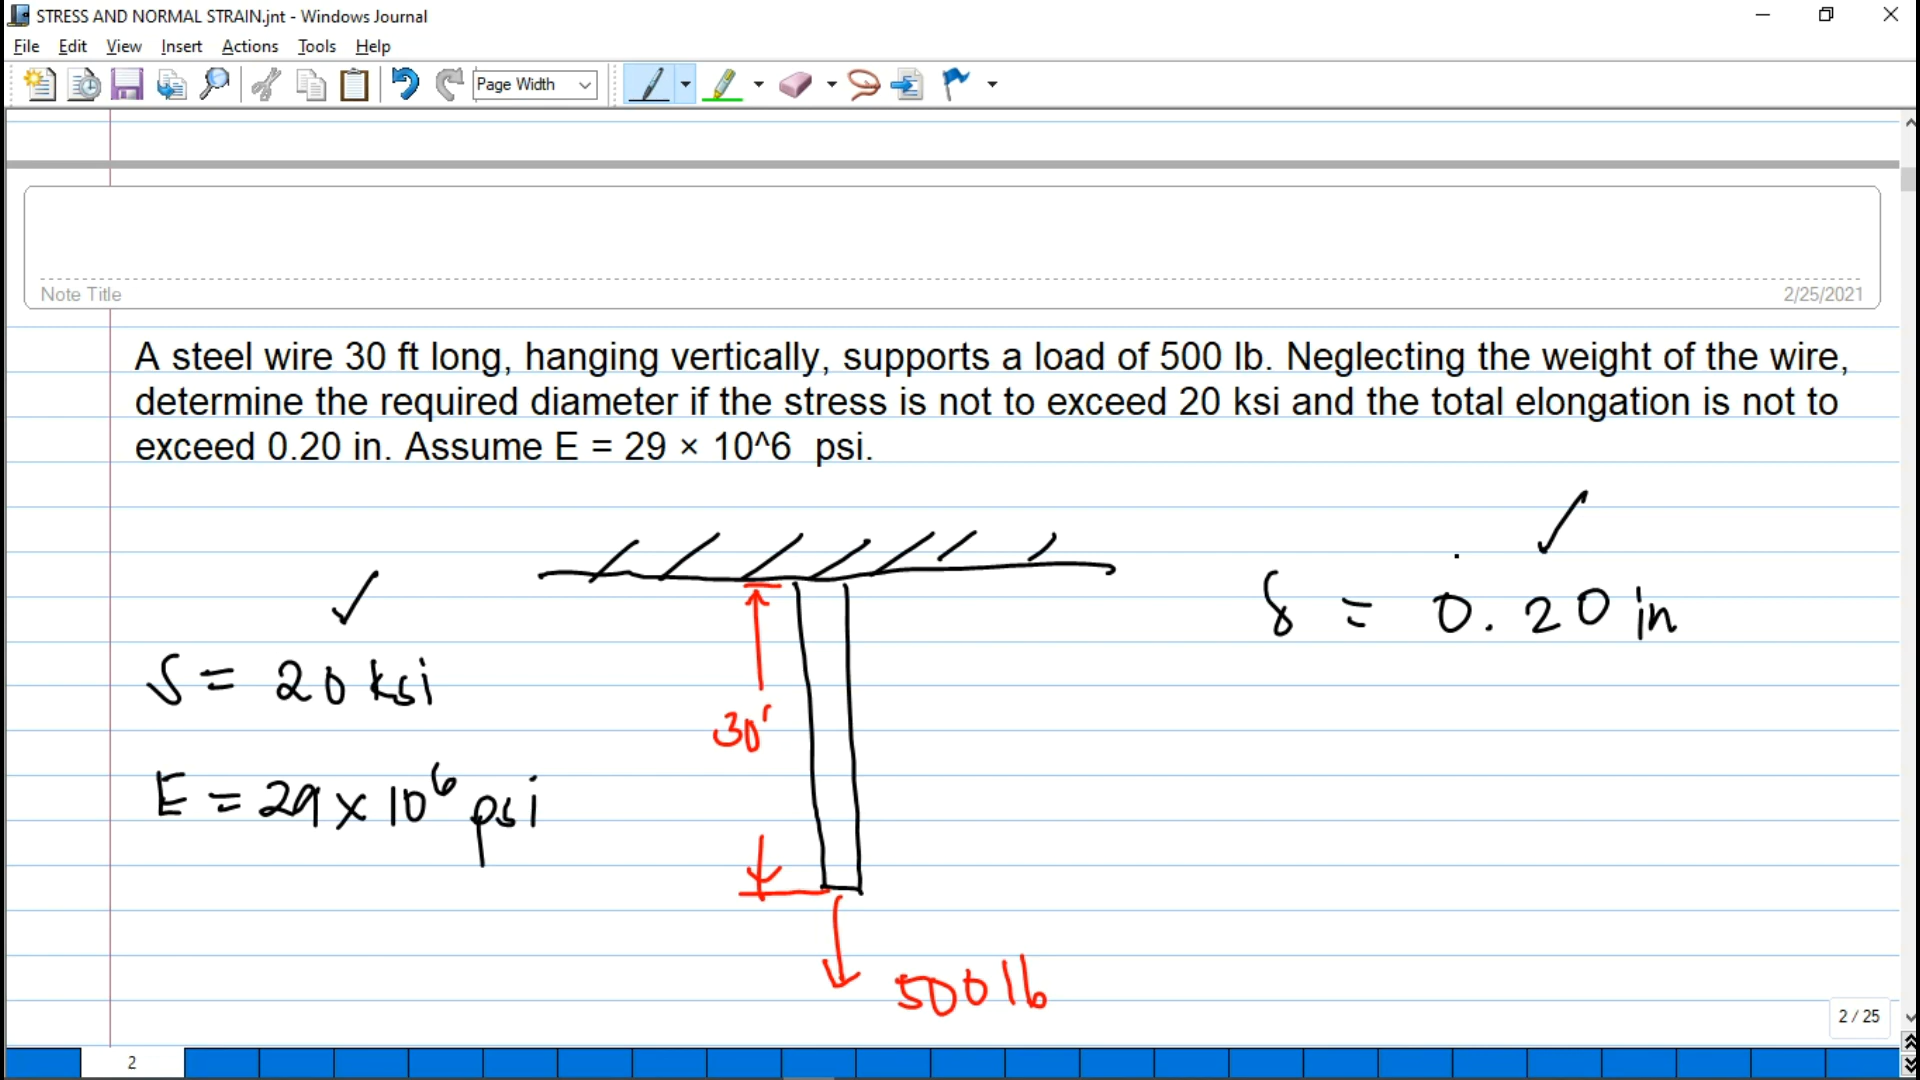 STRESS AND NORMAL STRAIN.jnt - Windows Journal
File Edit View Insert Actions Tools Help
Page Width
Note Title
2/25/2021
A steel wire 30 ft long, hanging vertically, supports a load of 500 lb. Neglecting the weight of the wire,
determine the required diameter if the stress is not to exceed 20 ksi and the total elongation is not to
exceed 0.20 in. Assume E = 29 × 10^6 psi.
δ = 0.20 in
S = 20 ksi
30'
E = 29 x 10⁶ psi
500 lb
2 / 25
2